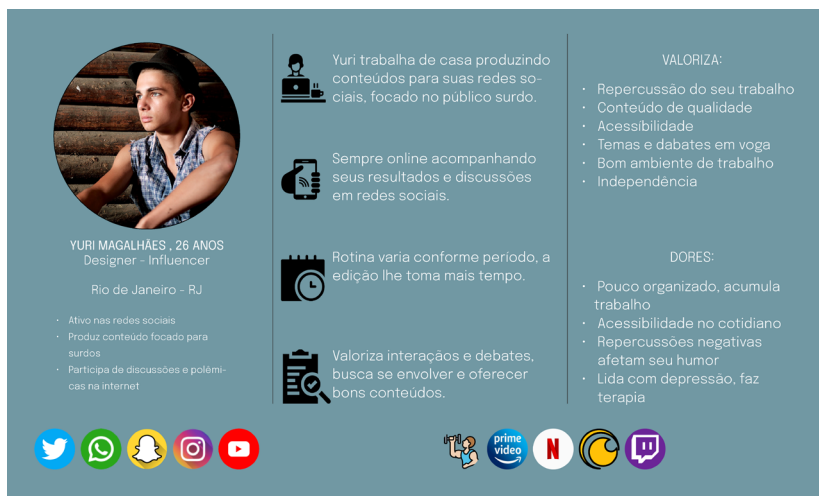 YURI MAGALHÃES , 26 ANOS
Designer - Influencer
Rio de Janeiro - RJ
· Ativo nas redes sociais
· Produz conteúdo focado para
surdos
· Participa de discussões e polêmi-
cas na internet
Yuri trabalha de casa produzindo
conteúdos para suas redes so-
ciais, focado no público surdo.
Sempre online acompanhando
seus resultados e discussões
em redes sociais.
Rotina varia conforme período, a
edição lhe toma mais tempo.
Valoriza interaçãos e debates,
busca se envolver e oferecer
bons conteúdos.
VALORIZA:
· Repercussão do seu trabalho
· Conteúdo de qualidade
· Acessíbilidade
· Temas e dabates em voga
· Bom ambiente de trabalho
· Independência
DORES:
· Pouco organizado, acumula
trabalho
· Acessibilidade no cotidiano
· Repercussões negativas
afetam seu humor
· Lida com depressão, faz
terapia
prime
video
N